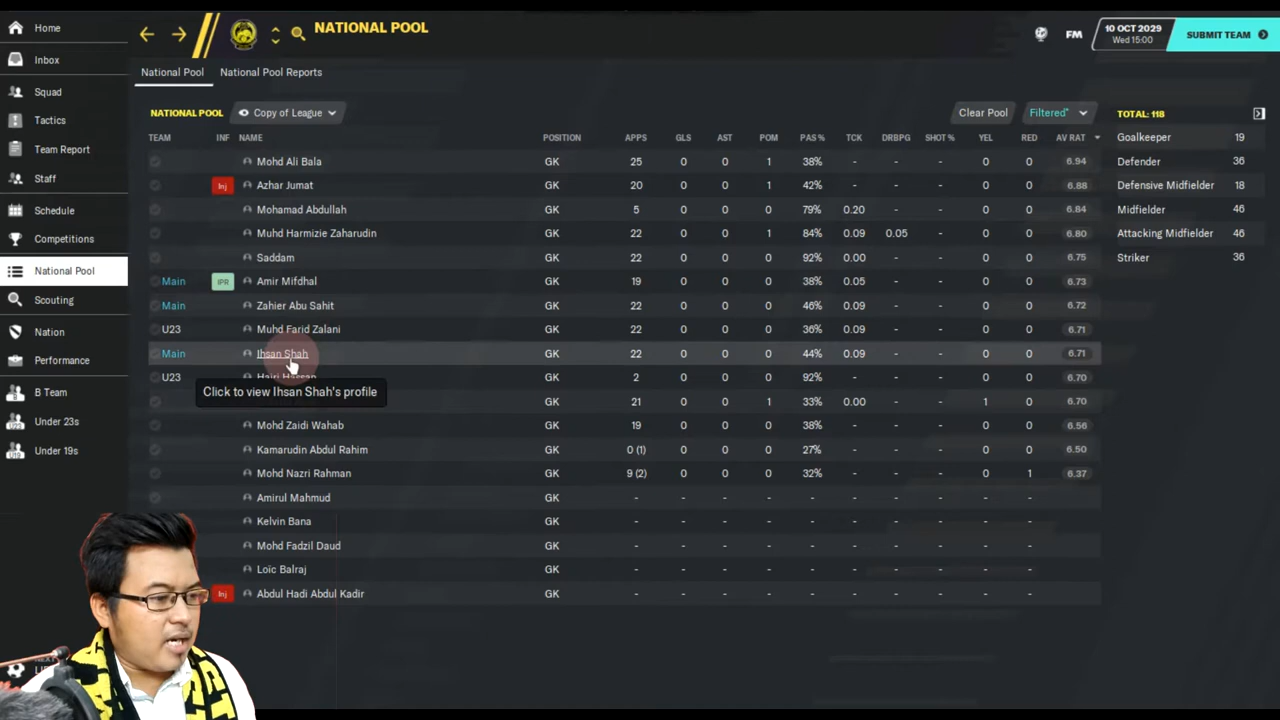 Home
Inbox
Squad
Tactics
Team Report
Staff
Schedule
Competitions
National Pool
Scouting
Nation
Performance
B Team
Under 23s
Under 19s
NATIONAL POOL
FM
10 OCT 2029
Wed 15:00
SUBMIT TEAM
National Pool National Pool Reports
NATIONAL POOL Copy of League Clear Pool Filtered*
TEAM INF NAME POSITION APPS GLS AST POM PAS % TCK DRBPG SHOT % YEL RED AV RAT
Mohd Ali Bala GK 25 0 0 1 38% - - - 0 0 6.94
Inj Azhar Jumat GK 20 0 0 1 42% - - - 0 0 6.88
Mohamad Abdullah GK 5 0 0 0 79% 0.20 - - 0 0 6.84
Muhd Harmizie Zaharudin GK 22 0 0 1 84% 0.09 0.05 - 0 0 6.80
Saddam GK 22 0 0 0 92% 0.00 - - 0 0 6.75
Main IPR Amir Mifdhal GK 19 0 0 0 38% 0.05 - - 0 0 6.73
Main Zahier Abu Sahit GK 22 0 0 0 46% 0.09 - - 0 0 6.72
U23 Muhd Farid Zalani GK 22 0 0 0 36% 0.09 - - 0 0 6.71
Main Ihsan Shah GK 22 0 0 0 44% 0.09 - - 0 0 6.71
U23 Hairi Hassan GK 2 0 0 0 92% - - - 0 0 6.70
Click to view Ihsan Shah's profile
GK 21 0 0 1 33% 0.00 - - 1 0 6.70
Mohd Zaidi Wahab GK 19 0 0 0 38% - - - 0 0 6.56
Kamarudin Abdul Rahim GK 0 (1) 0 0 0 27% - - - 0 0 6.50
Mohd Nazri Rahman GK 9 (2) 0 0 0 32% - - - 0 1 6.37
Amirul Mahmud GK - - - - - - - - - -
Kelvin Bana GK - - - - - - - - - -
Mohd Fadzil Daud GK - - - - - - - - - -
Loïc Balraj GK - - - - - - - - - -
Inj Abdul Hadi Abdul Kadir GK - - - - - - - - - -
TOTAL: 118
Goalkeeper 19
Defender 36
Defensive Midfielder 18
Midfielder 46
Attacking Midfielder 46
Striker 36